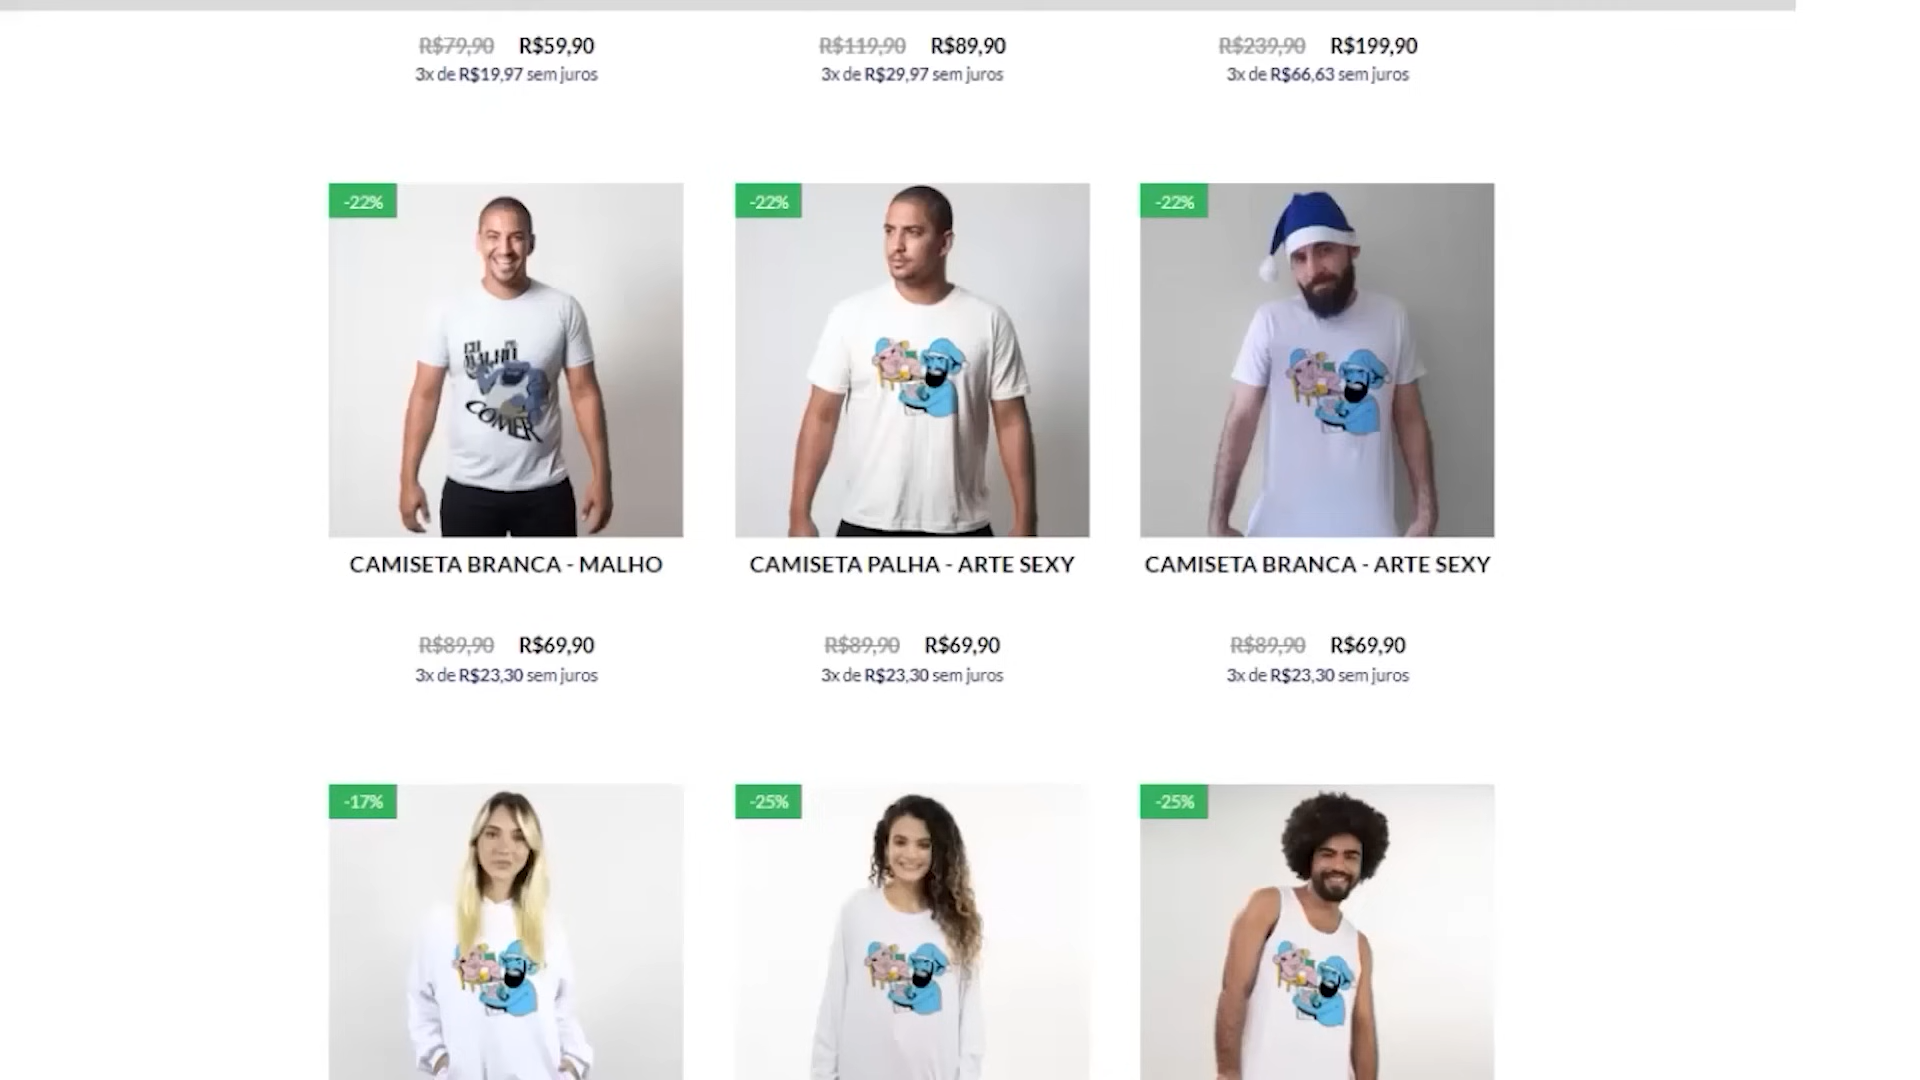 R$79,90 R$59,90
3x de R$19,97 sem juros
R$119,90 R$89,90
3x de R$29,97 sem juros
R$239,90 R$199,90
3x de R$66,63 sem juros
-22%
COMER
CAMISETA BRANCA - MALHO
R$89,90 R$69,90
3x de R$23,30 sem juros
-22%
CAMISETA PALHA - ARTE SEXY
R$89,90 R$69,90
3x de R$23,30 sem juros
-22%
CAMISETA BRANCA - ARTE SEXY
R$89,90 R$69,90
3x de R$23,30 sem juros
-17%
-25%
-25%